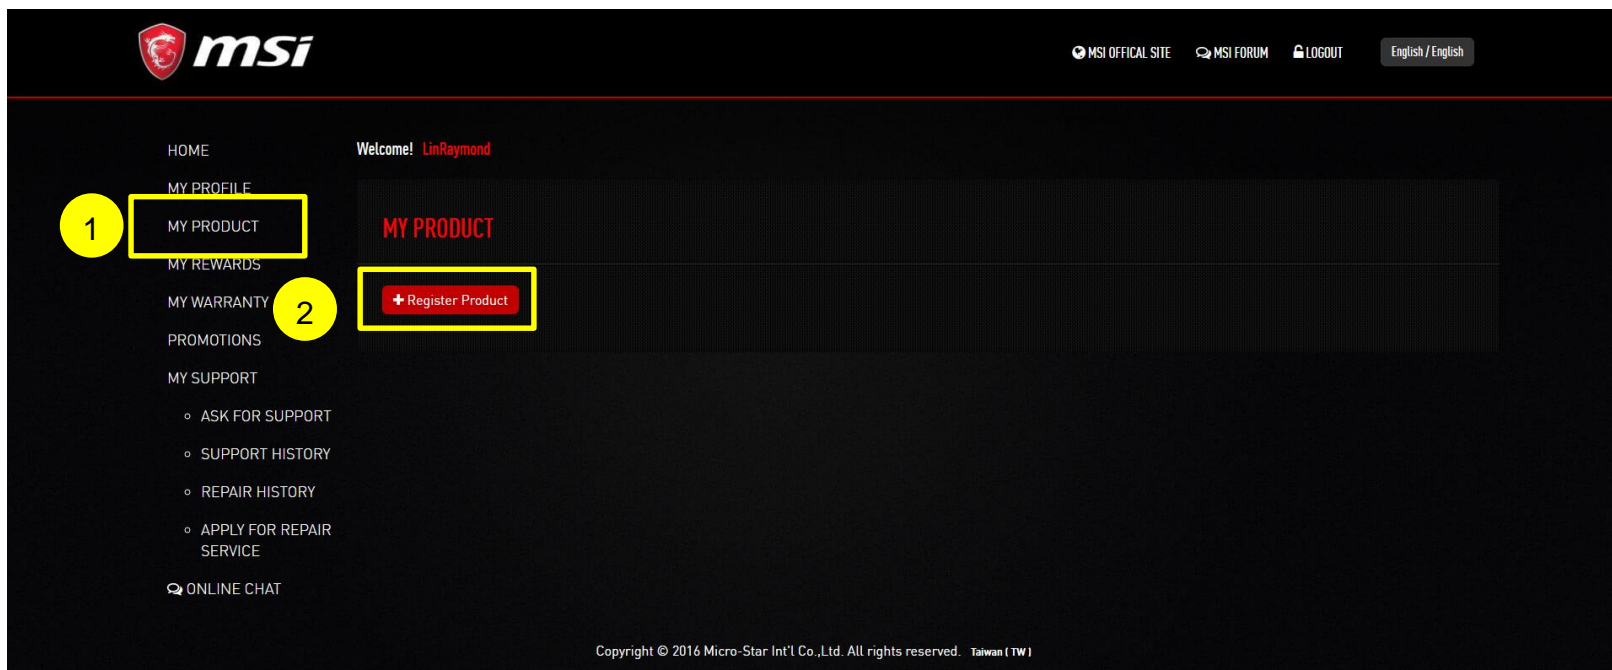 msi
MSI OFFICAL SITE MSI FORUM LOGOUT English / English
HOME
Welcome! LinRaymond
MY PROFILE
1
MY PRODUCT
MY PRODUCT
MY REWARDS
MY WARRANTY
2
+ Register Product
PROMOTIONS
MY SUPPORT
ASK FOR SUPPORT
SUPPORT HISTORY
REPAIR HISTORY
APPLY FOR REPAIR
SERVICE
ONLINE CHAT
Copyright © 2016 Micro-Star Int'l Co.,Ltd. All rights reserved. Taiwan ( TW )